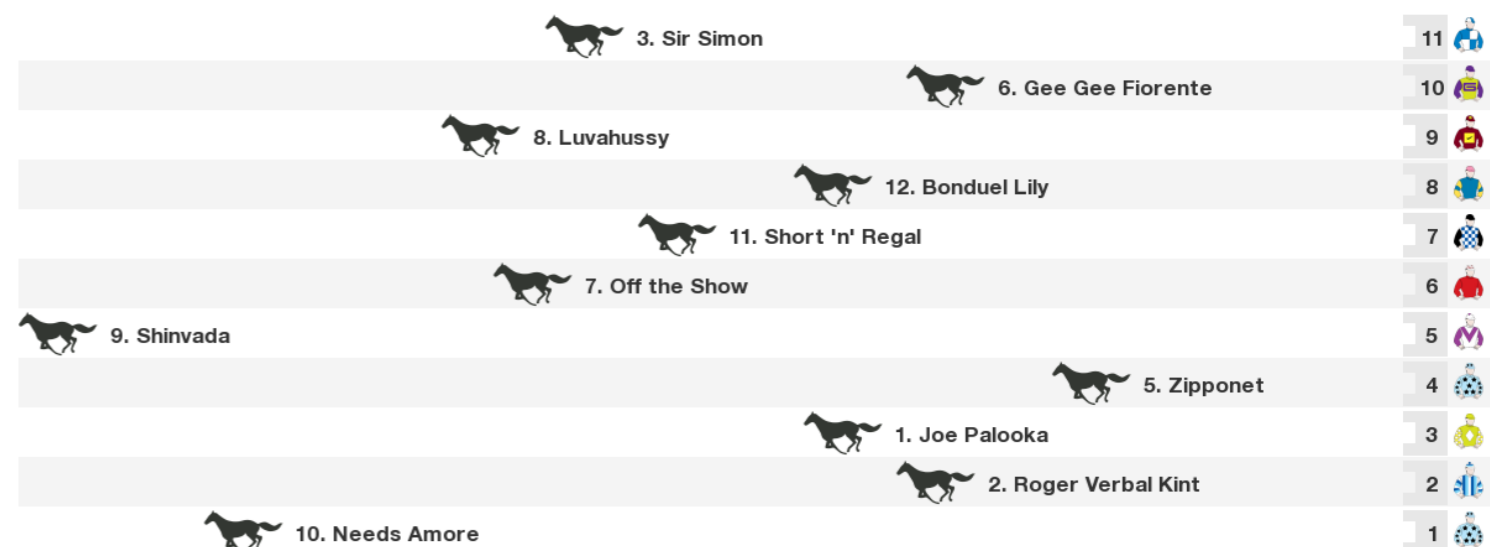 3. Sir Simon 11
6. Gee Gee Fiorente 10 G
8. Luvahussy 9
12. Bonduel Lily 8
11. Short 'n' Regal 7
7. Off the Show 6
9. Shinvada 5
5. Zipponet 4
1. Joe Palooka 3
2. Roger Verbal Kint 2
10. Needs Amore 1